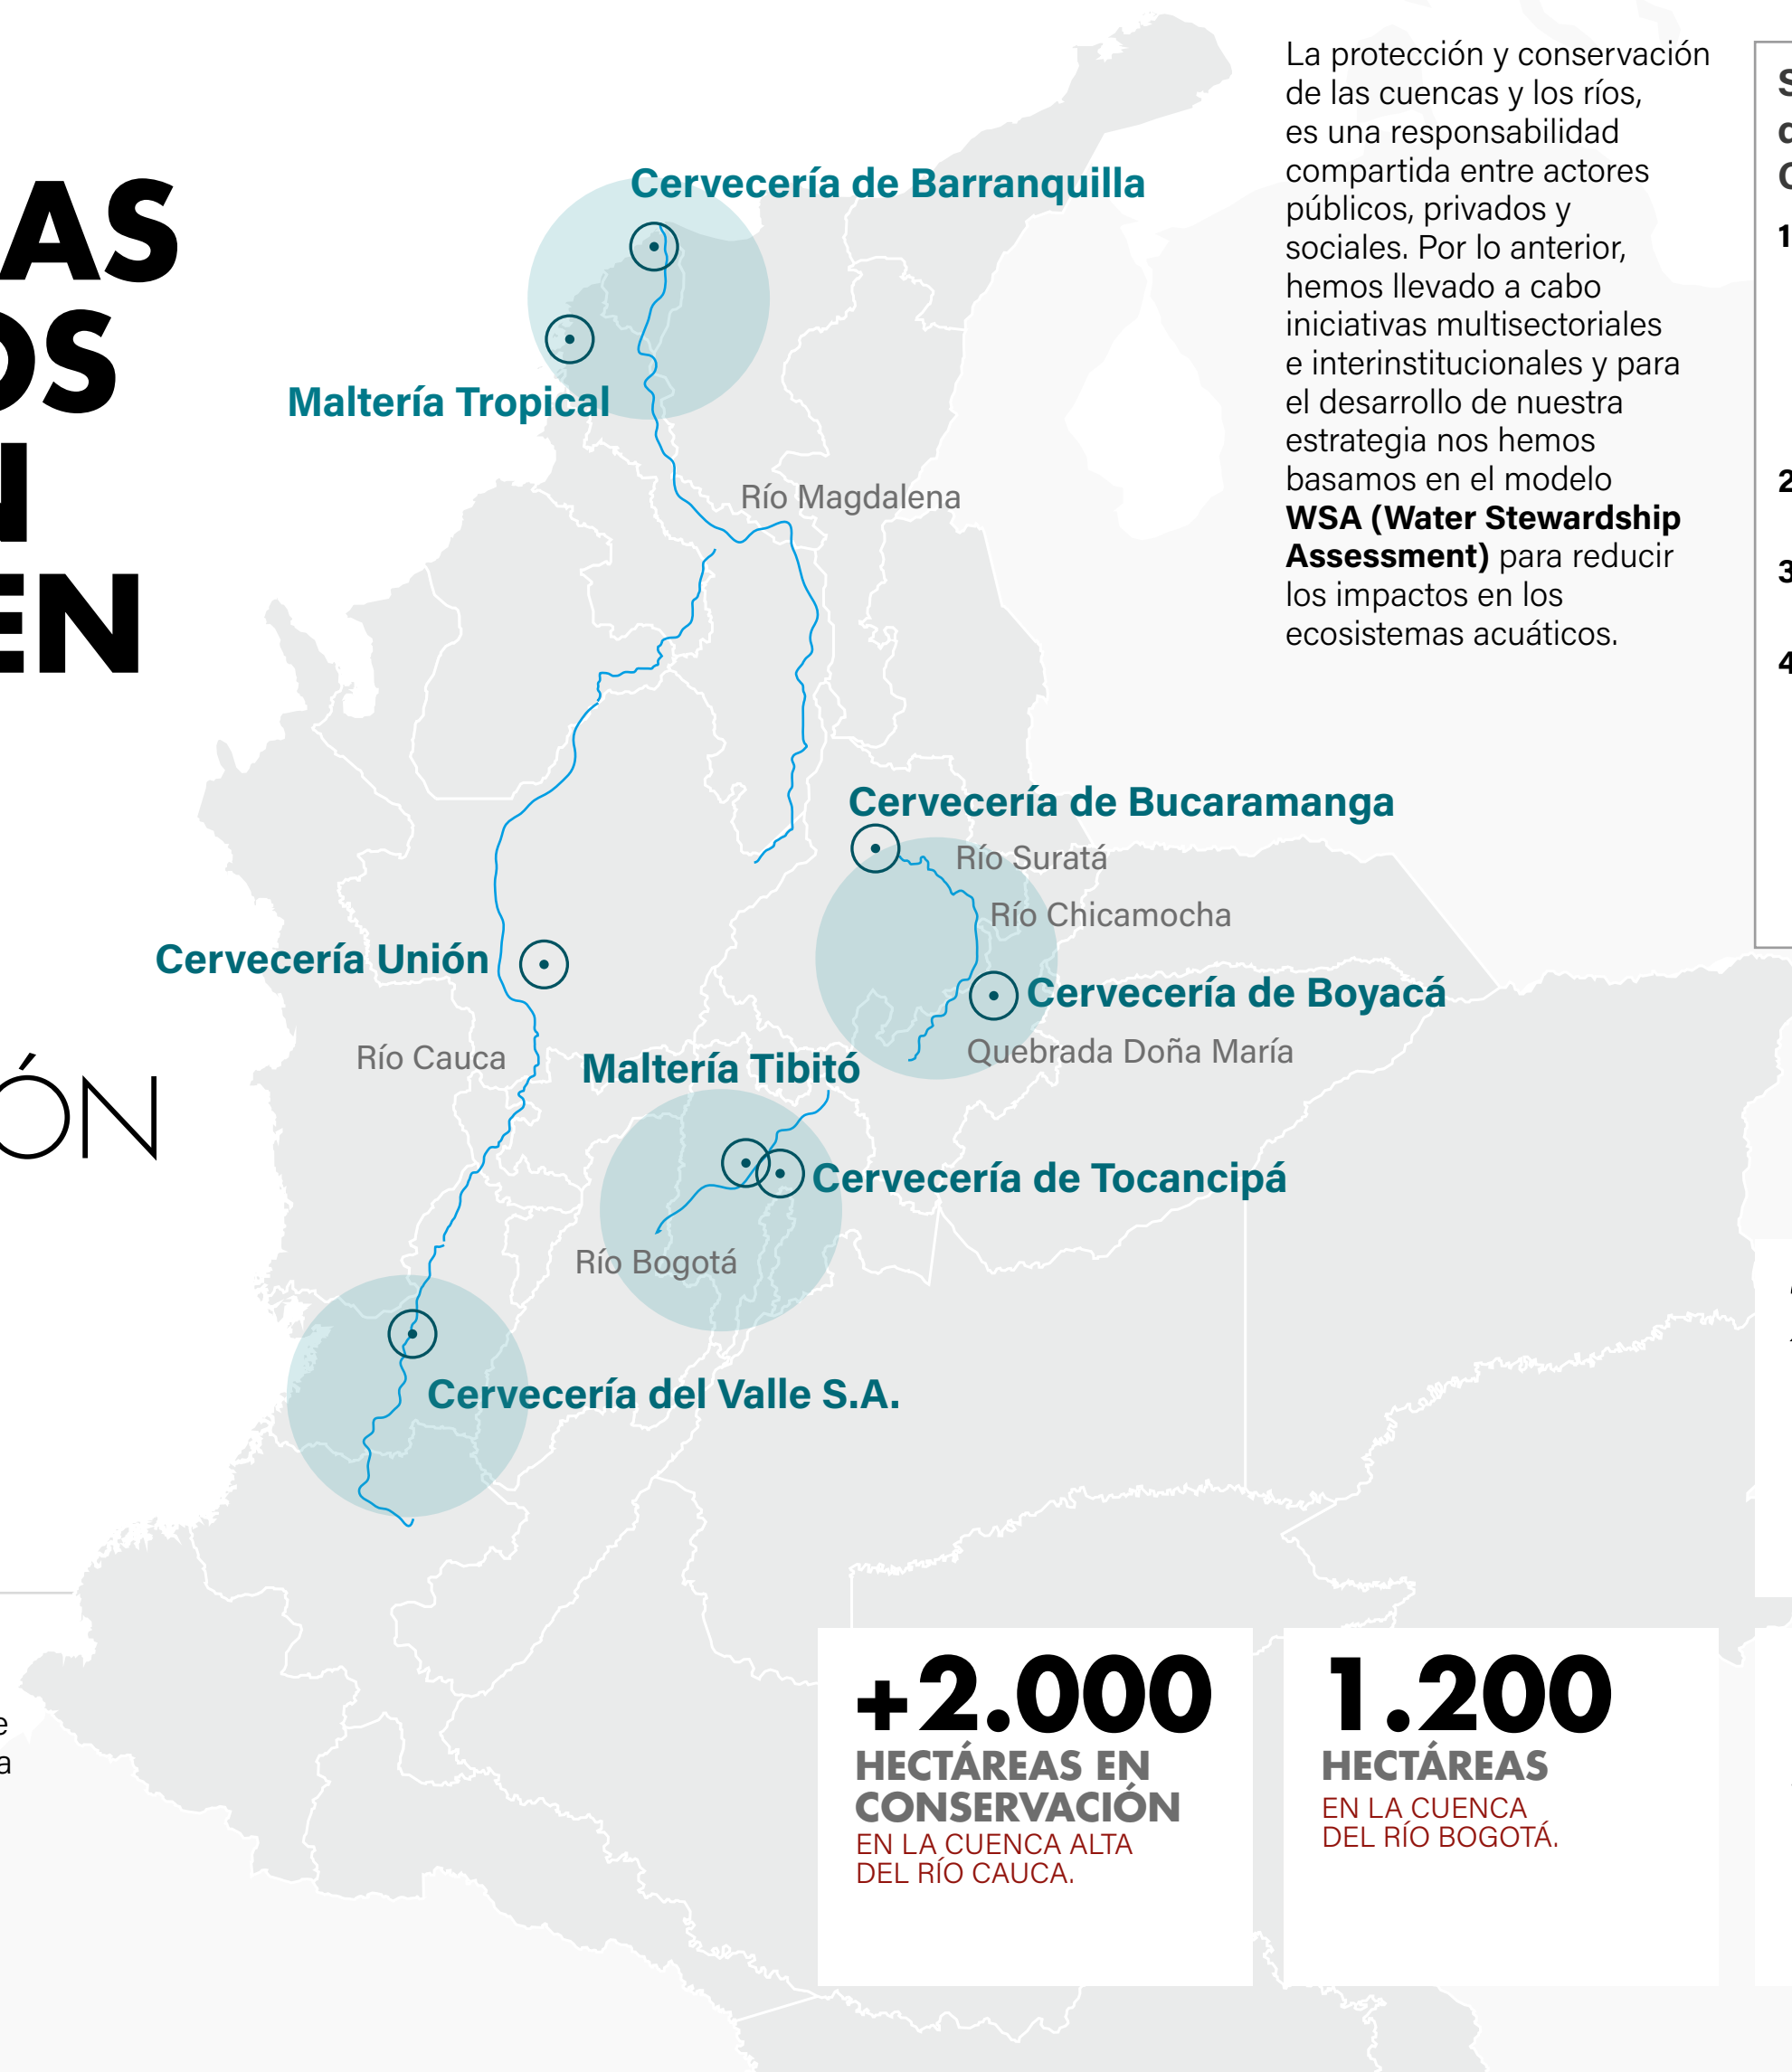 AS
OS
N
EN
ÓN
e
a
Cervecería de Barranquilla
Maltería Tropical
Río Magdalena
Cervecería de Bucaramanga
Río Suratá
Río Chicamocha
Cervecería Unión
Cervecería de Boyacá
Río Cauca
Quebrada Doña María
Maltería Tibitó
Cervecería de Tocancipá
Río Bogotá
Cervecería del Valle S.A.
La protección y conservación
de las cuencas y los ríos,
es una responsabilidad
compartida entre actores
públicos, privados y
sociales. Por lo anterior,
hemos llevado a cabo
iniciativas multisectoriales
e interinstitucionales y para
el desarrollo de nuestra
estrategia nos hemos
basamos en el modelo
WSA (Water Stewardship
Assessment) para reducir
los impactos en los
ecosistemas acuáticos.
1
2
3
4
+2.000
HECTÁREAS EN
CONSERVACIÓN
EN LA CUENCA ALTA
DEL RÍO CAUCA.
1.200
HECTÁREAS
EN LA CUENCA
DEL RÍO BOGOTÁ.